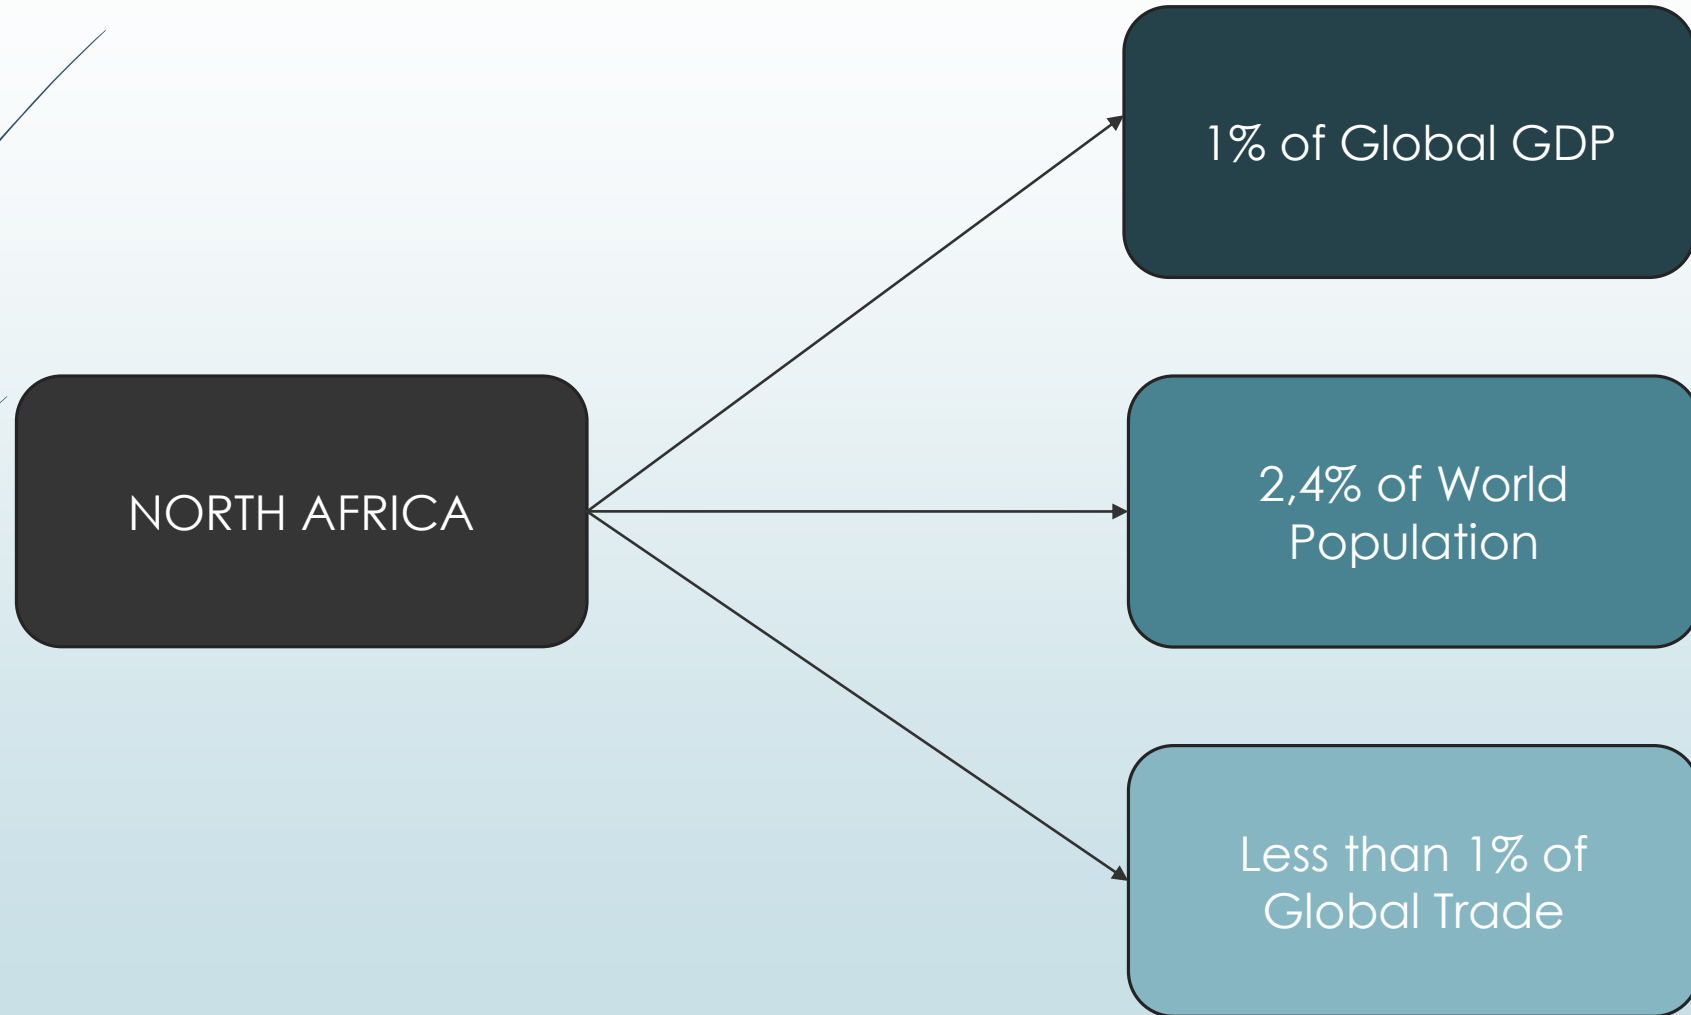 NORTH AFRICA
1% of Global GDP
2,4% of World
Population
Less than 1% of
Global Trade